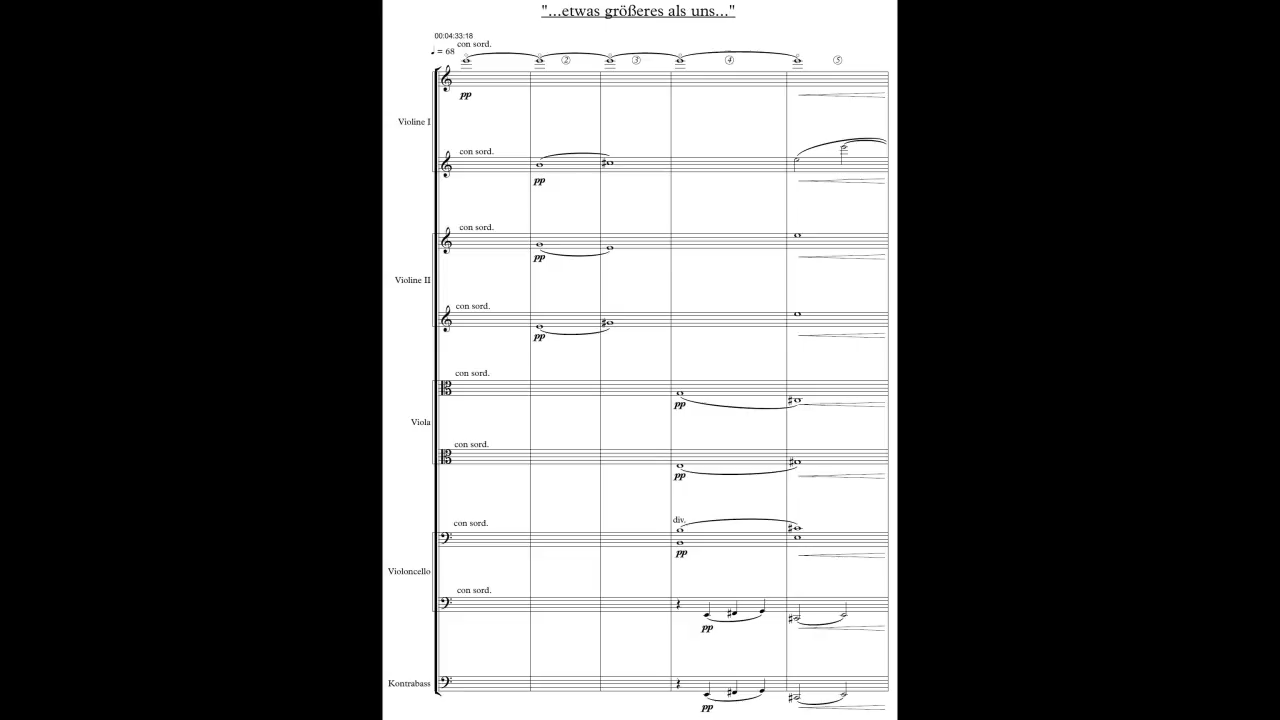 "...etwas größeres als uns..."
00:04:33:18
con sord.
♩ = 68
② ③ ④ ⑤
pp
Violine I
con sord.
pp
con sord.
pp
Violine II
con sord.
pp
con sord.
pp
Viola
con sord.
pp
con sord.
div.
pp
Violoncello
con sord.
pp
Kontrabass
pp